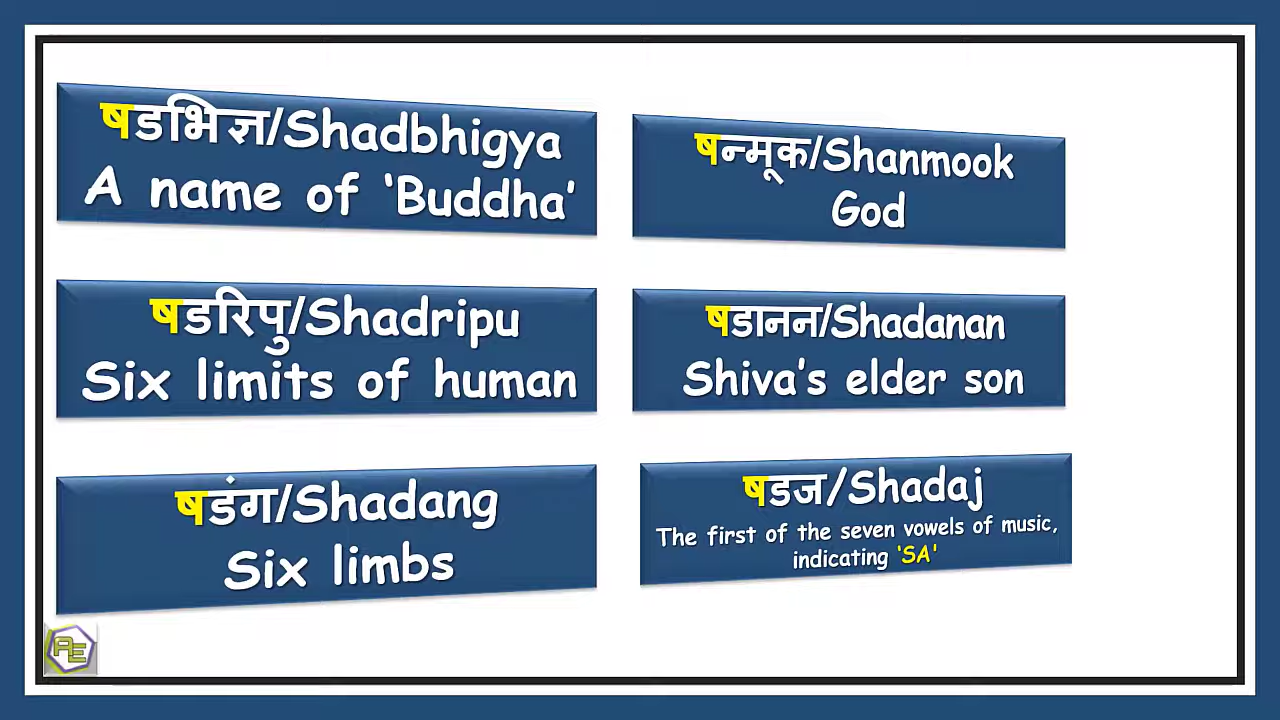 षडभिज्ञ/Shadbhigya
A name of ‘Buddha’
षन्मूक/Shanmook
God
षडरिपु/Shadripu
Six limits of human
षडानन/Shadanan
Shiva’s elder son
षडंग/Shadang
Six limbs
षडज/Shadaj
The first of the seven vowels of music,
indicating ‘SA'
AE